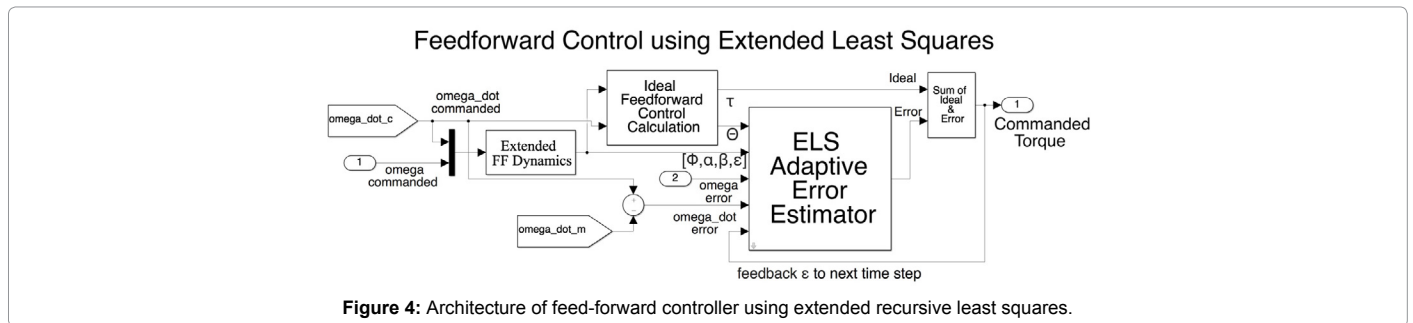 Feedforward Control using Extended Least Squares
omega_dot
commanded
omega_dot_c
1
omega
commanded
Extended
FF Dynamics
Ideal
Feedforward
Control
Calculation
τ
Θ
[Φ,α,β,ε]
2
omega
error
omega_dot
error
omega_dot_m
+
−
ELS
Adaptive
Error
Estimator
Ideal
Error
Sum of
Ideal
&
Error
1
Commanded
Torque
feedback ε to next time step
Figure 4: Architecture of feed-forward controller using extended recursive least squares.